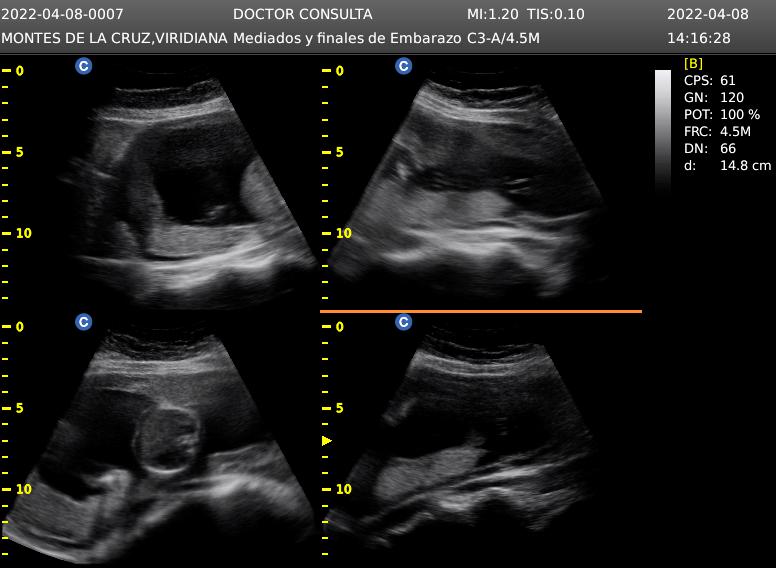 2022-04-08-0007 DOCTOR CONSULTA MI:1.20 TIS:0.10 2022-04-08
MONTES DE LA CRUZ,VIRIDIANA Mediados y finales de Embarazo C3-A/4.5M 14:16:28
C C
[B]
CPS: 61
GN: 120
POT: 100 %
FRC: 4.5M
DN: 66
d: 14.8 cm
0 0
5 5
10 10
C C
0 0
5 5
10 10